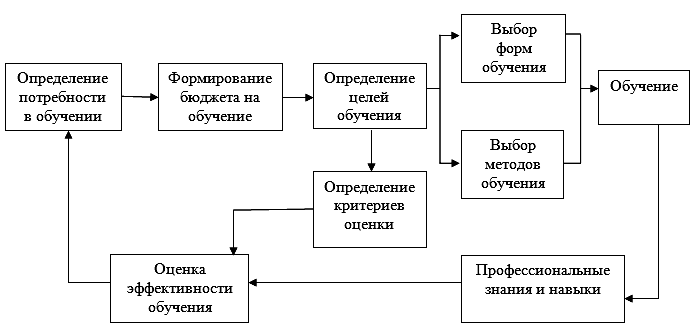 Определение
потребности
в обучении
Формирование
бюджета на
обучение
Определение
целей
обучения
Выбор
форм
обучения
Выбор
методов
обучения
Обучение
Определение
критериев
оценки
Оценка
эффективности
обучения
Профессиональные
знания и навыки